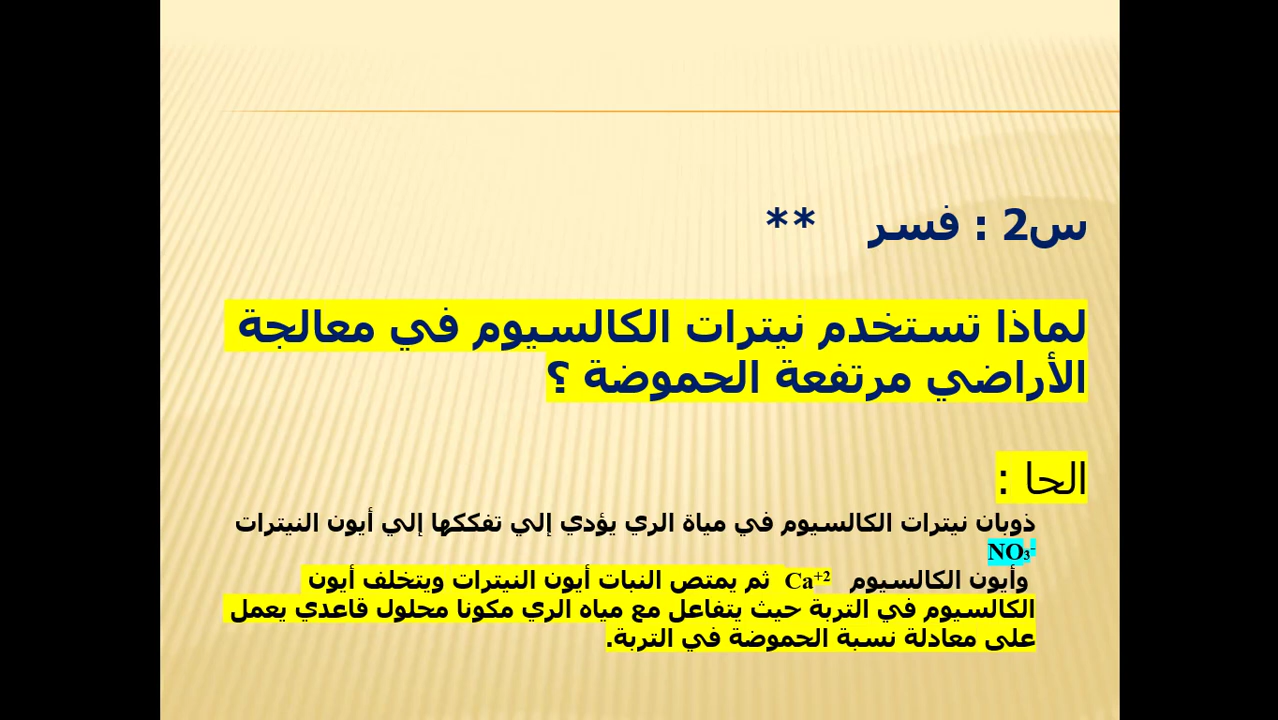 س2 : فسر **
لماذا تستخدم نيترات الكالسيوم في معالجة
الأراضي مرتفعة الحموضة ؟
الحا :
ذوبان نيترات الكالسيوم في مياة الري يؤدي إلي تفككها إلي أيون النيترات
NO₃⁻
وأيون الكالسيوم Ca⁺² ثم يمتص النبات أيون النيترات ويتخلف أيون
الكالسيوم في التربة حيث يتفاعل مع مياه الري مكونا محلول قاعدي يعمل
على معادلة نسبة الحموضة في التربة.